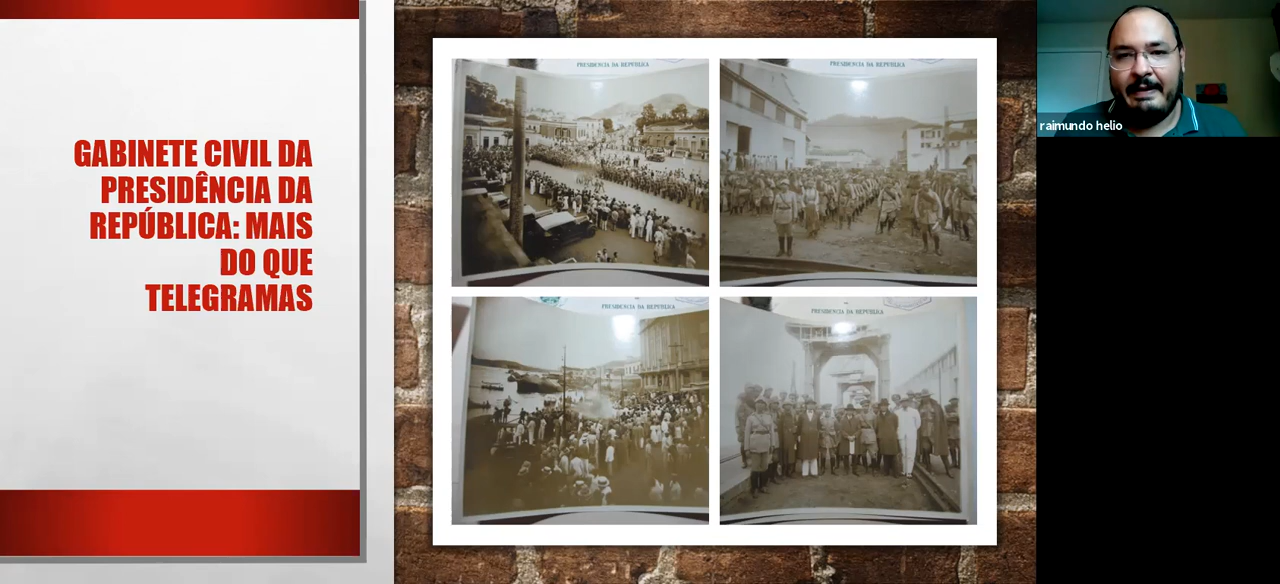 GABINETE CIVIL DA
PRESIDÊNCIA DA
REPÚBLICA: MAIS
DO QUE
TELEGRAMAS
PRESIDENCIA DA REPUBLICA
PRESIDENCIA DA REPUBLICA
PRESIDENCIA DA REPUBLICA
PRESIDENCIA DA REPUBLICA
raimundo helio